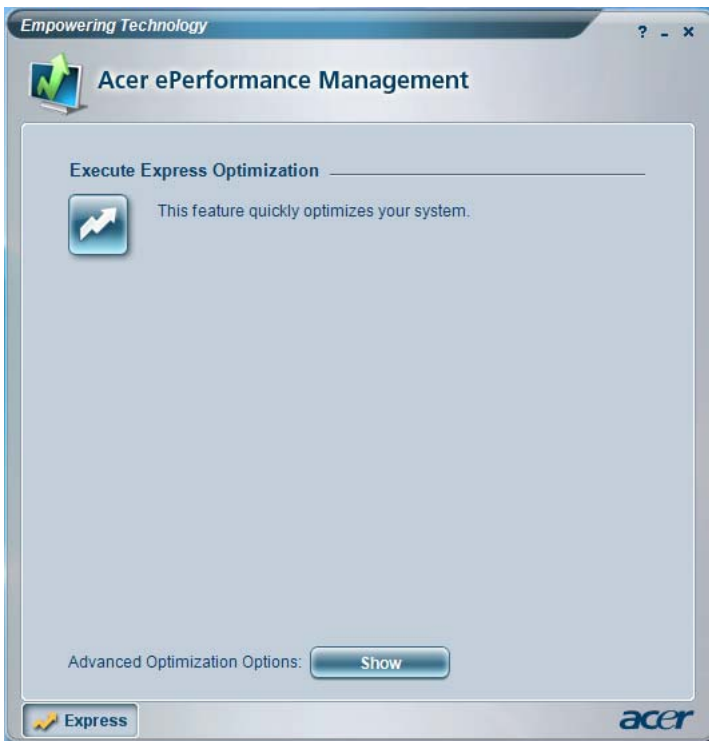 Empowering Technology
? - ×
Acer ePerformance Management
Execute Express Optimization
This feature quickly optimizes your system.
Advanced Optimization Options: Show
Express
acer